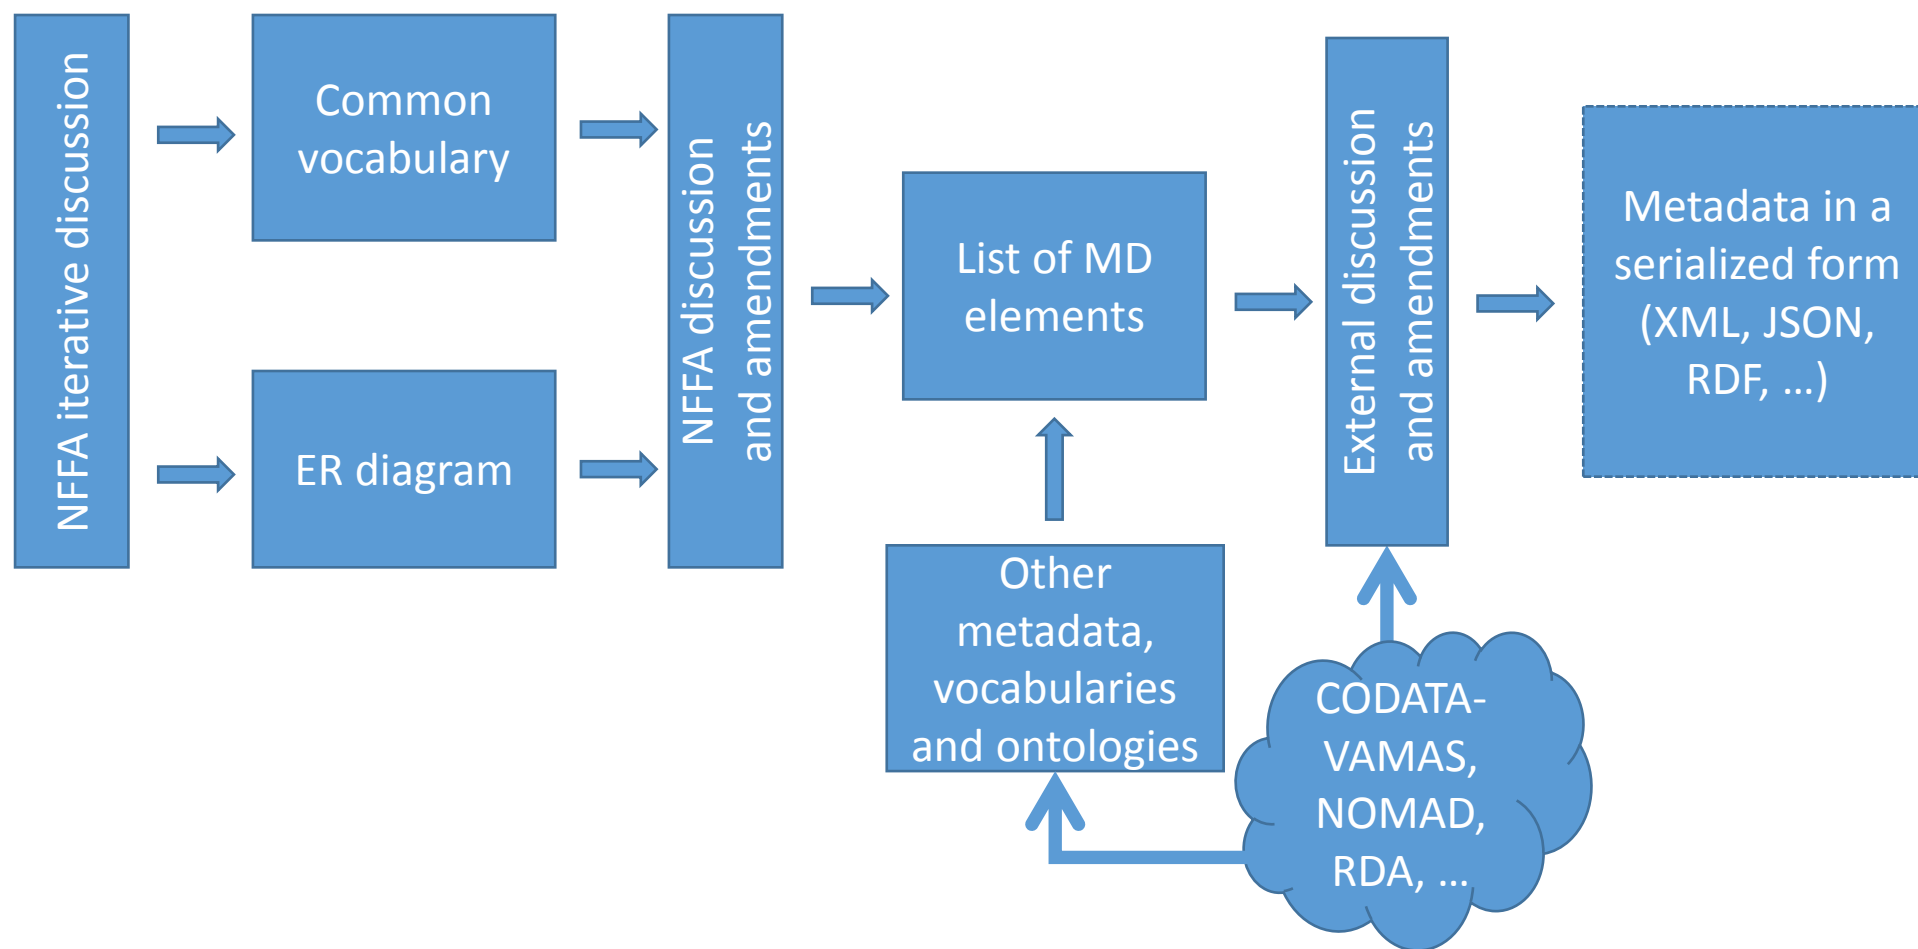 NFFA iterative discussion
Common
vocabulary
ER diagram
NFFA discussion
and amendments
List of MD
elements
Other
metadata,
vocabularies
and ontologies
External discussion
and amendments
CODATA-
VAMAS,
NOMAD,
RDA, ...
Metadata in a
serialized form
(XML, JSON,
RDF, ...)